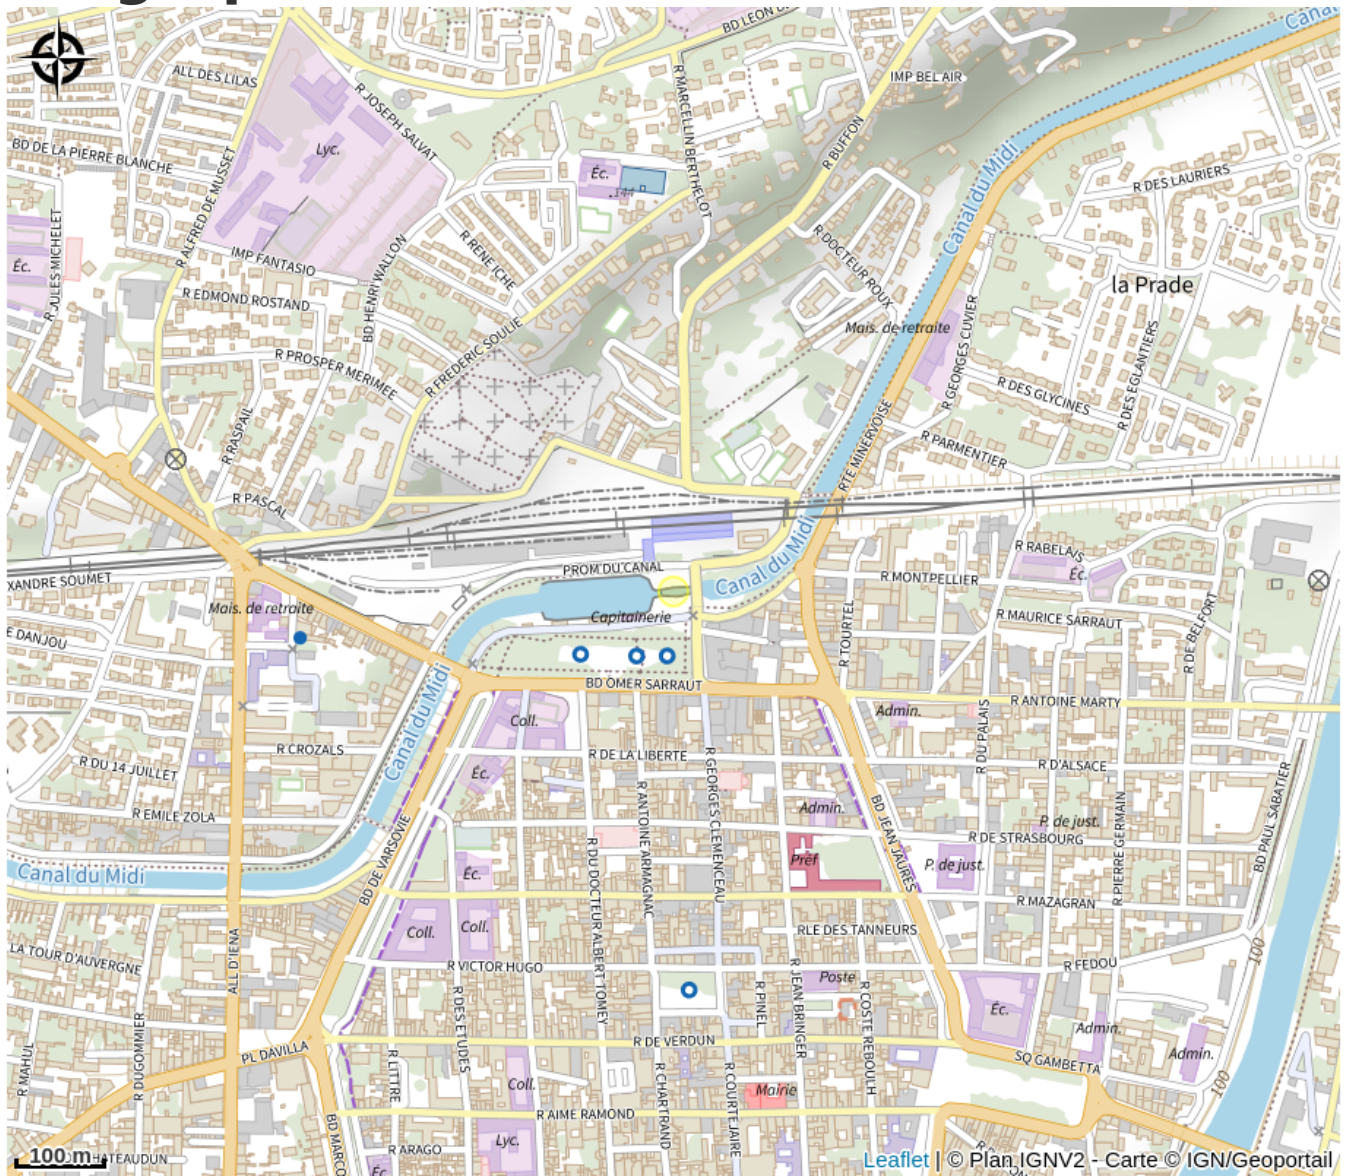 BD LEON
Canal
ALL DES LILAS
IMP BEL AIR
R JOSEPH SALVAT
R MARCELLIN BERTHELOT
R BUFFON
Lyc.
BD DE LA PIERRE BLANCHE
Canal du Midi
Éc.
R DES LAURIERS
R ALFRED DE MUSSET
R JULES MICHELET
IMP FANTASIO
BD HENRI WALLON
R RENE ICHE
R DOCTEUR ROUX
Éc.
la Prade
R EDMOND ROSTAND
Mais. de retraite
R GEORGES CUVIER
R FREDERIC SOULIE
R PROSPER MERIMEE
R DES GLYCINES
R DES EGLANTIERS
R RASPAIL
RTE MINERVOISE
R PARMENTIER
R PASCAL
Canal du Midi
R RABELAIS
PROM DU CANAL
XANDRE SOUMET
R MONTPELLIER
Éc.
Mais. de retraite
Capitainerie
R MAURICE SARRAUT
E DANJOU
R TOURTEL
R DE BELFORT
BD OMER SARRAUT
R ANTOINE MARTY
Canal du Midi
Coll.
Admin.
R DU PALAIS
R CROZALS
R DE LA LIBERTE
R D'ALSACE
R DU 14 JUILLET
Éc.
R GEORGES CLEMENCEAU
R ANTOINE ARMAGNAC
Admin.
BD JEAN JAURES
R EMILE ZOLA
P. de just.
R DE STRASBOURG
R PIERRE GERMAIN
BD PAUL SABATIER
BD DE VARSOVIE
R DU DOCTEUR ALBERT TOMEY
Préf
P. de just.
Canal du Midi
Éc.
R MAZAGRAN
Coll.
Coll.
RLE DES TANNEURS
LA TOUR D'AUVERGNE
ALL D'IENA
R VICTOR HUGO
R FEDOU
100
Poste
R DES ETUDES
R PINEL
R JEAN BRINGER
R COSTE REBOULH
Éc.
R MAHUL
R DUGOMMIER
PL DAVILLA
R DE VERDUN
Admin.
SQ GAMBETTA
Admin.
R LITTRE
Coll.
R CHARTRAND
R COURTEJAIRE
Mairie
100
R AIME RAMOND
BD MARCO
Lyc.
R ARAGO
100 m
HATEAUDUN
Éc
Leaflet | © Plan IGNV2 - Carte © IGN/Geoportail